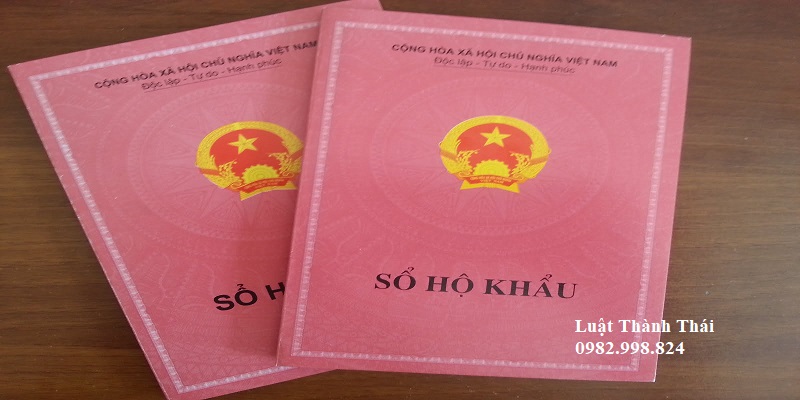 CỘNG HÒA XÃ HỘI CHỦ NGHĨA VIỆT NAM
Độc lập - Tự do - Hạnh phúc
SỔ H
CỘNG HÒA XÃ HỘI CHỦ NGHĨA VIỆT NAM
Độc lập - Tự do - Hạnh phúc
SỔ HỘ KHẨU
Luật Thành Thái
0982.998.824